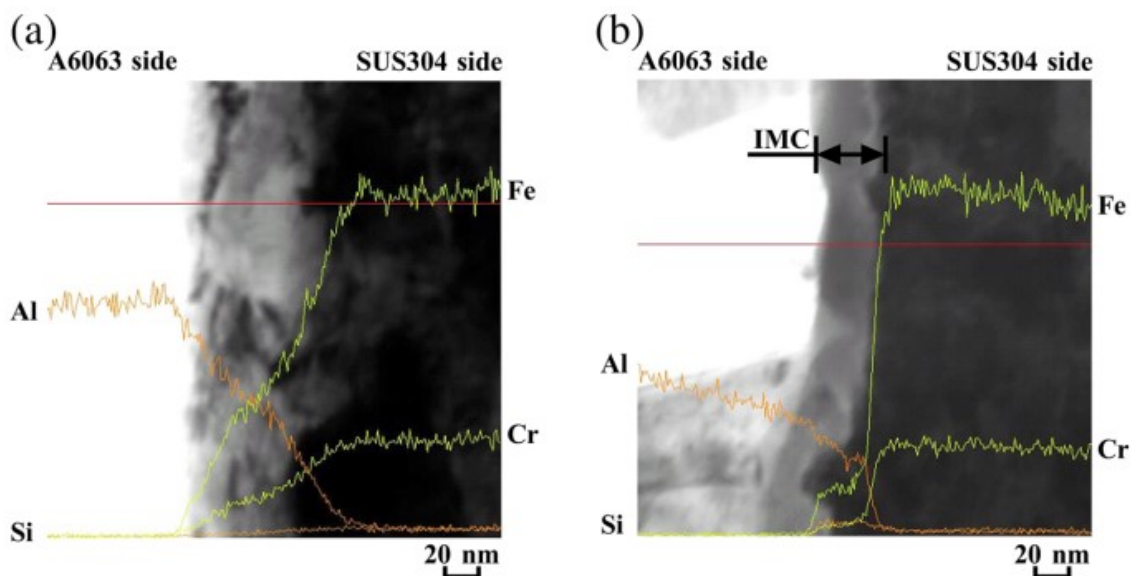 (a)
A6063 side SUS304 side
Fe
Al
Cr
Si
20 nm
(b)
A6063 side SUS304 side
IMC
Fe
Al
Cr
Si
20 nm